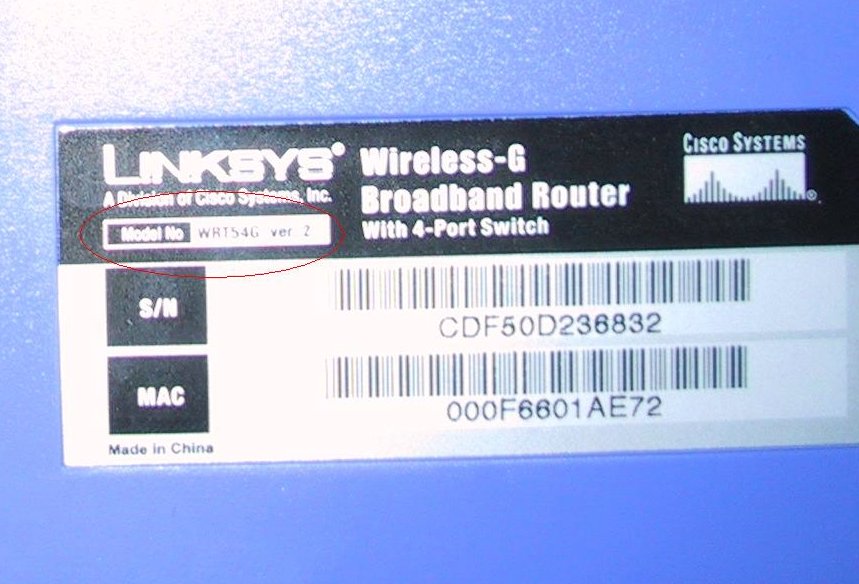 LINKSYS®
A Division of Cisco Systems, Inc.
Model No WRT54G ver 2
Wireless-G
Broadband Router
With 4-Port Switch
CISCO SYSTEMS
®
S/N
CDF50D236832
MAC
000F6601AE72
Made in China